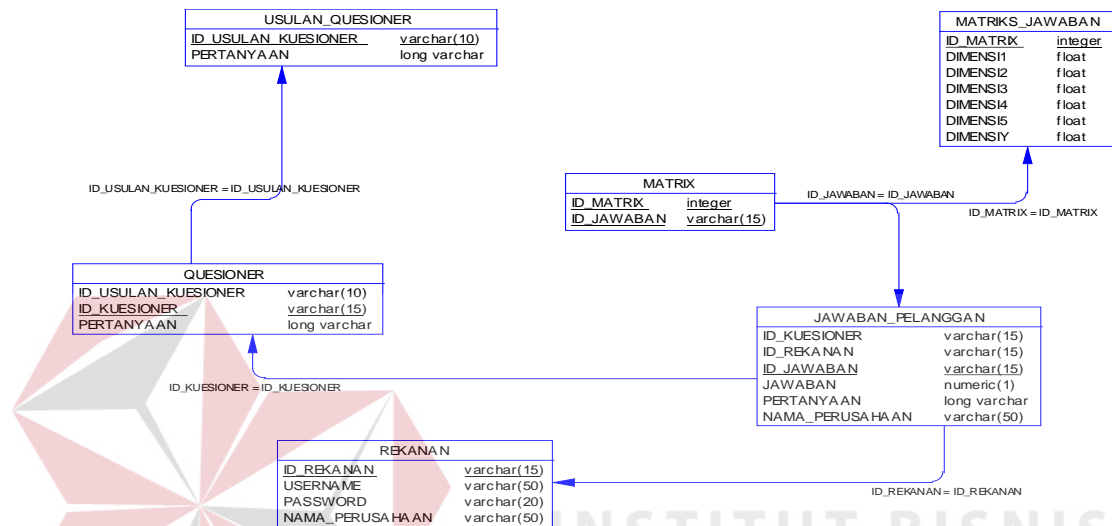 USULAN_QUESIONER
ID_USULAN_KUESIONER varchar(10)
PERTANYAAN long varchar
MATRIKS_JAWABAN
ID_MATRIX integer
DIMENSI1 float
DIMENSI2 float
DIMENSI3 float
DIMENSI4 float
DIMENSI5 float
DIMENSIY float
ID_USULAN_KUESIONER = ID_USULAN_KUESIONER
MATRIX
ID_MATRIX integer
ID_JAWABAN varchar(15)
ID_JAWABAN = ID_JAWABAN
ID_MATRIX = ID_MATRIX
QUESIONER
ID_USULAN_KUESIONER varchar(10)
ID_KUESIONER varchar(15)
PERTANYAAN long varchar
JAWABAN_PELANGGAN
ID_KUESIONER varchar(15)
ID_REKANAN varchar(15)
ID_JAWABAN varchar(15)
JAWABAN numeric(1)
PERTANYAAN long varchar
NAMA_PERUSAHAAN varchar(50)
ID_KUESIONER = ID_KUESIONER
REKANAN
ID_REKANAN varchar(15)
USERNAME varchar(50)
PASSWORD varchar(20)
NAMA_PERUSAHAAN varchar(50)
ID_REKANAN = ID_REKANAN
INSTITUT BISNIS